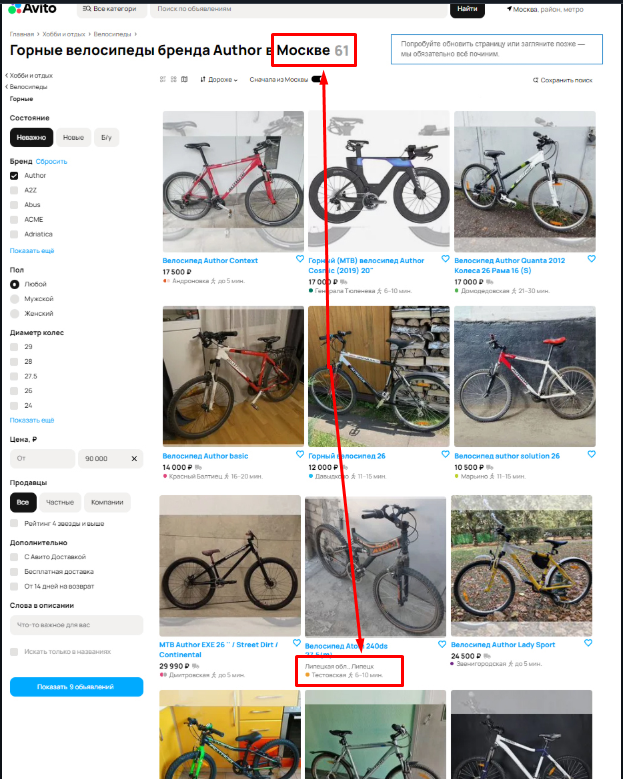 Avito
Все категори
Поиск по объявлениям
Найти
Москва, район, метро
Главная › Хобби и отдых › Велосипеды ›
Горные велосипеды бренда Author в Москве 61
Попробуйте обновить страницу или загляните позже —
мы обязательно всё починим.
Хобби и отдых
Велосипеды
Горные
Дороже
Сначала из Москвы
Сохранить поиск
Состояние
Неважно
Новые
Б/у
Бренд Сбросить
Author
A2Z
Abus
ACME
Adriatica
Показать ещё
Пол
Любой
Мужской
Женский
Диаметр колес
29
28
27.5
26
24
Показать ещё
Цена, ₽
От
90 000
Продавцы
Все
Частные
Компании
Рейтинг 4 звезды и выше
Дополнительно
С Авито Доставкой
Бесплатная доставка
От 14 дней на возврат
Слова в описании
Что-то важное для вас
Искать только в названиях
Показать 9 объявлений
Велосипед Author Context
17 500 ₽
Андроновка до 5 мин.
Горный (MTB) велосипед Author
Cosmic (2019) 20"
17 000 ₽
Генерала Тюленева 6–10 мин.
Велосипед Author Quanta 2012
Колеса 26 Рама 16 (S)
17 000 ₽
Домодедовская 21–30 мин.
Велосипед Author basic
14 000 ₽
Красный Балтиец 16–20 мин.
Горный велосипед 26
12 000 ₽
Давыдково 11–15 мин.
Велосипед author solution 26
10 500 ₽
Марьино 11–15 мин.
MTB Author EXE 26 '' / Street Dirt /
Continental
29 990 ₽
Дмитровская до 5 мин.
Велосипед 240ds
Липецкая обл., Липецк
Тестовская 6–10 мин.
Велосипед Author Lady Sport
24 500 ₽
Звенигородская до 5 мин.